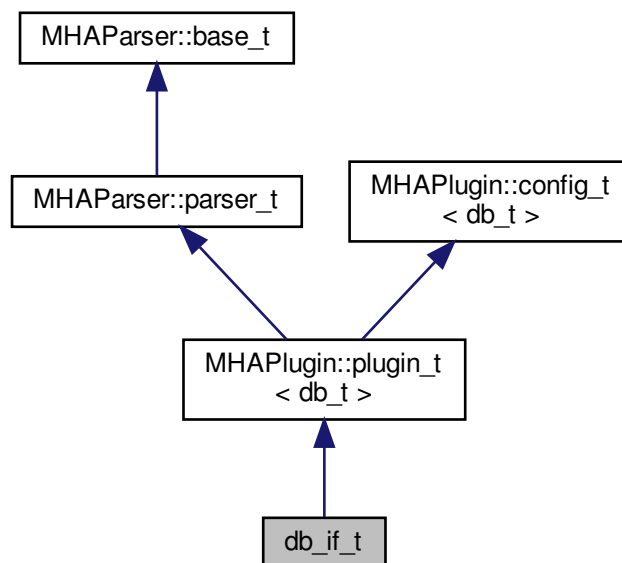 MHAParser::base_t
MHAParser::parser_t
MHAPlugin::config_t
< db_t >
MHAPlugin::plugin_t
< db_t >
db_if_t